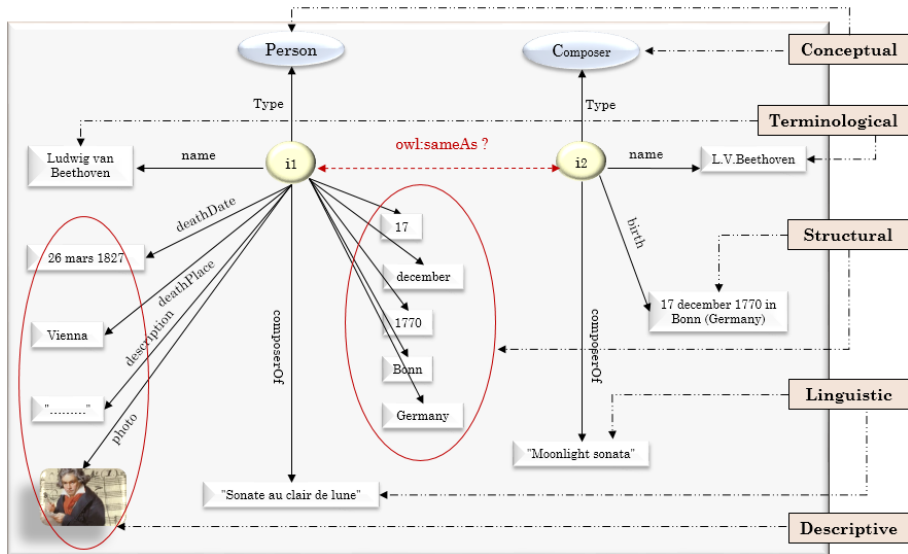 Person
Composer
Conceptual
Type
Type
Terminological
owl:sameAs ?
Ludwig van
Beethoven
name
i1
i2
name
L.V.Beethoven
deathDate
17
birth
Structural
26 mars 1827
december
deathPlace
17 december 1770 in
Bonn (Germany)
Vienna
description
1770
composerOf
composerOf
Bonn
Linguistic
"........."
photo
Germany
"Moonlight sonata"
"Sonate au clair de lune"
Descriptive